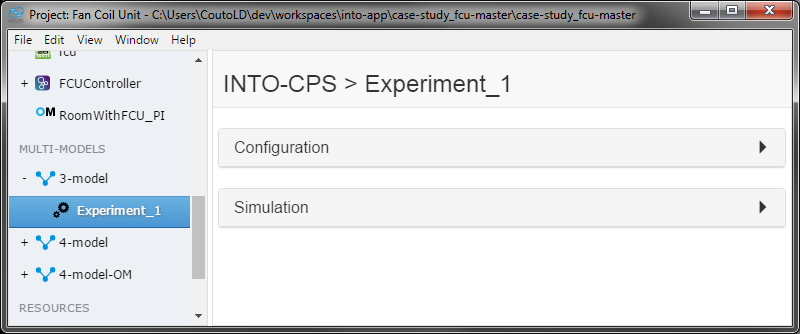 Project: Fan Coil Unit - C:\Users\CoutoLD\dev\workspaces\into-app\case-study_fcu-master\case-study_fcu-master
File Edit View Window Help
fcu
+ FCUController
OM RoomWithFCU_PI
MULTI-MODELS
- 3-model
Experiment_1
+ 4-model
+ 4-model-OM
RESOURCES
INTO-CPS > Experiment_1
Configuration
Simulation